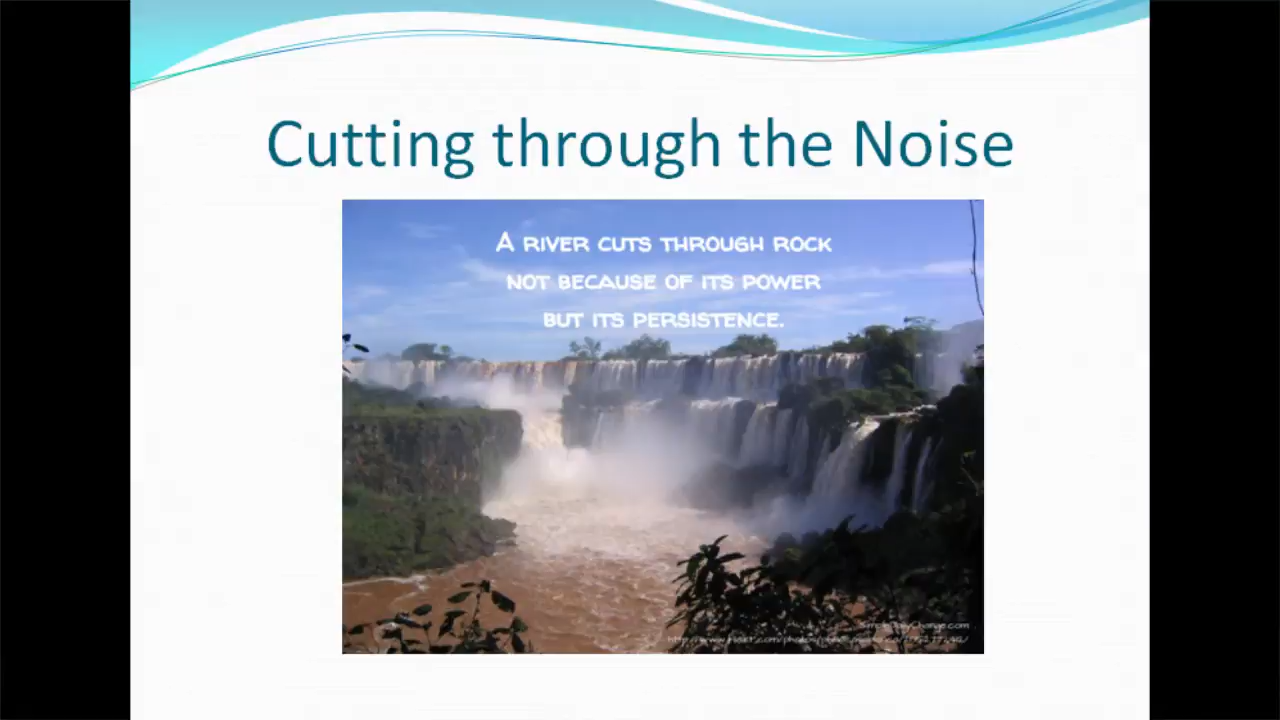 Cutting through the Noise
A RIVER CUTS THROUGH ROCK
NOT BECAUSE OF ITS POWER
BUT ITS PERSISTENCE.